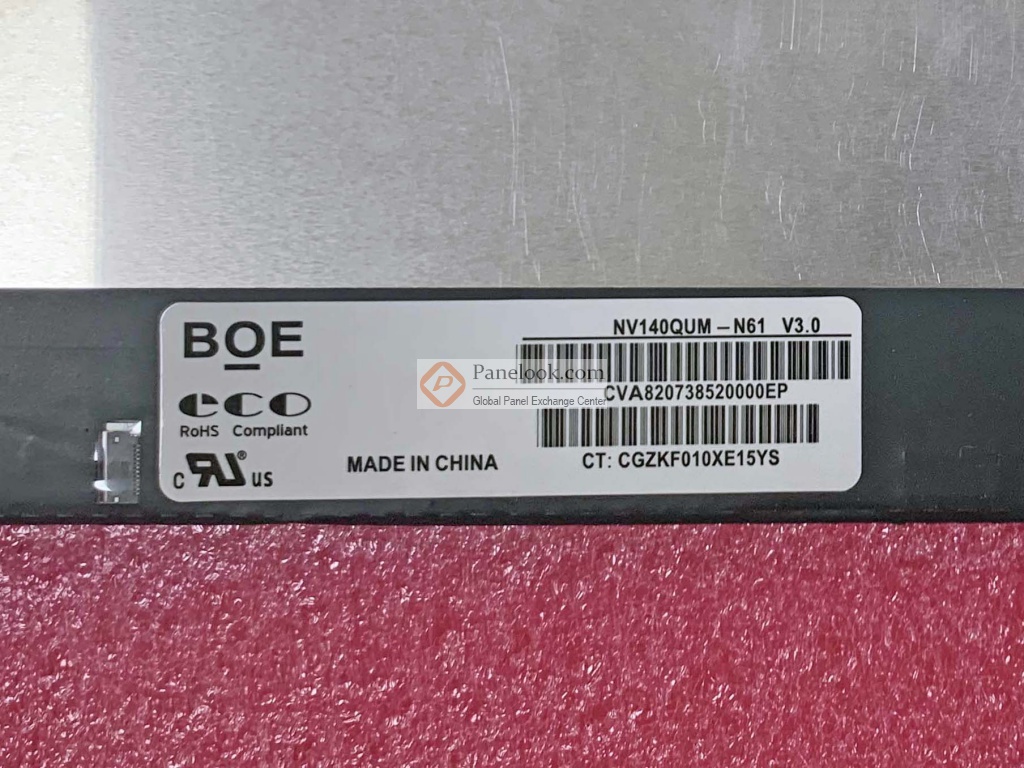 BOE
NV140QUM – N61 V3.0
Panelook.com
Global Panel Exchange Center
CVA820738520000EP
eco
RoHS Compliant
c RU® us
MADE IN CHINA
CT: CGZKF010XE15YS